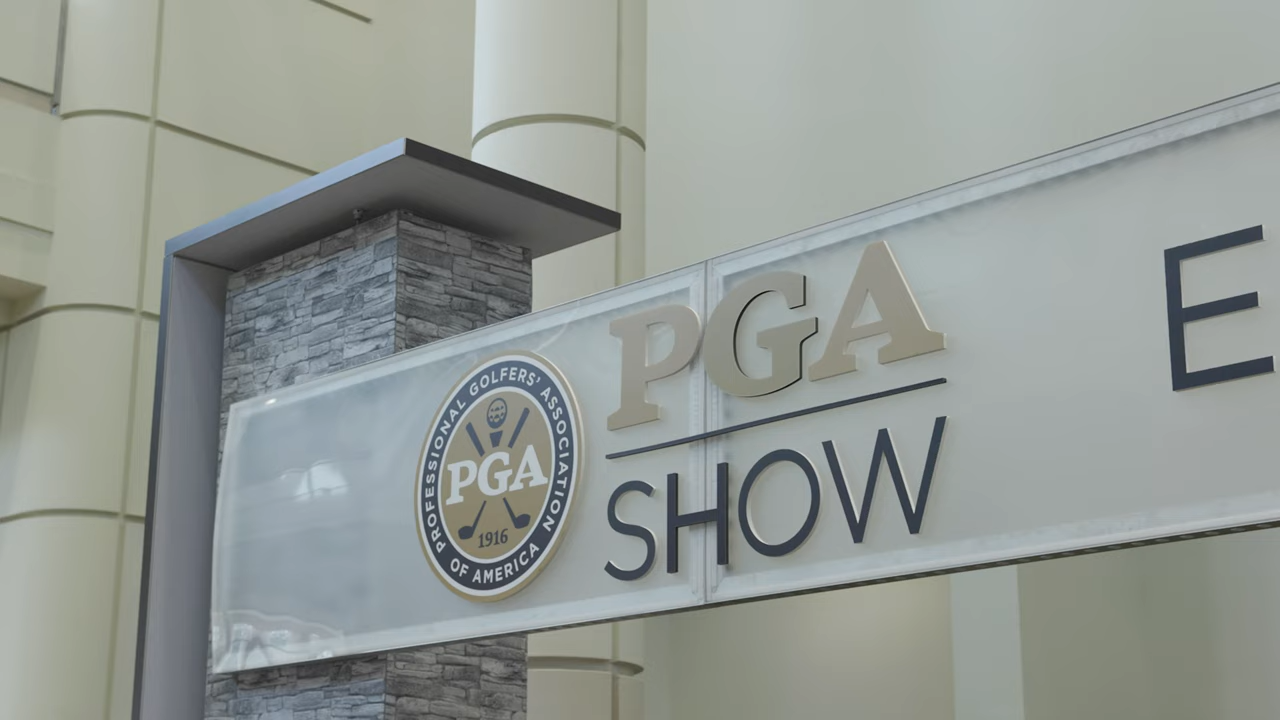 PROFESSIONAL GOLFERS' ASSOCIATION
OF AMERICA
PGA
1916
PGA
SHOW
E